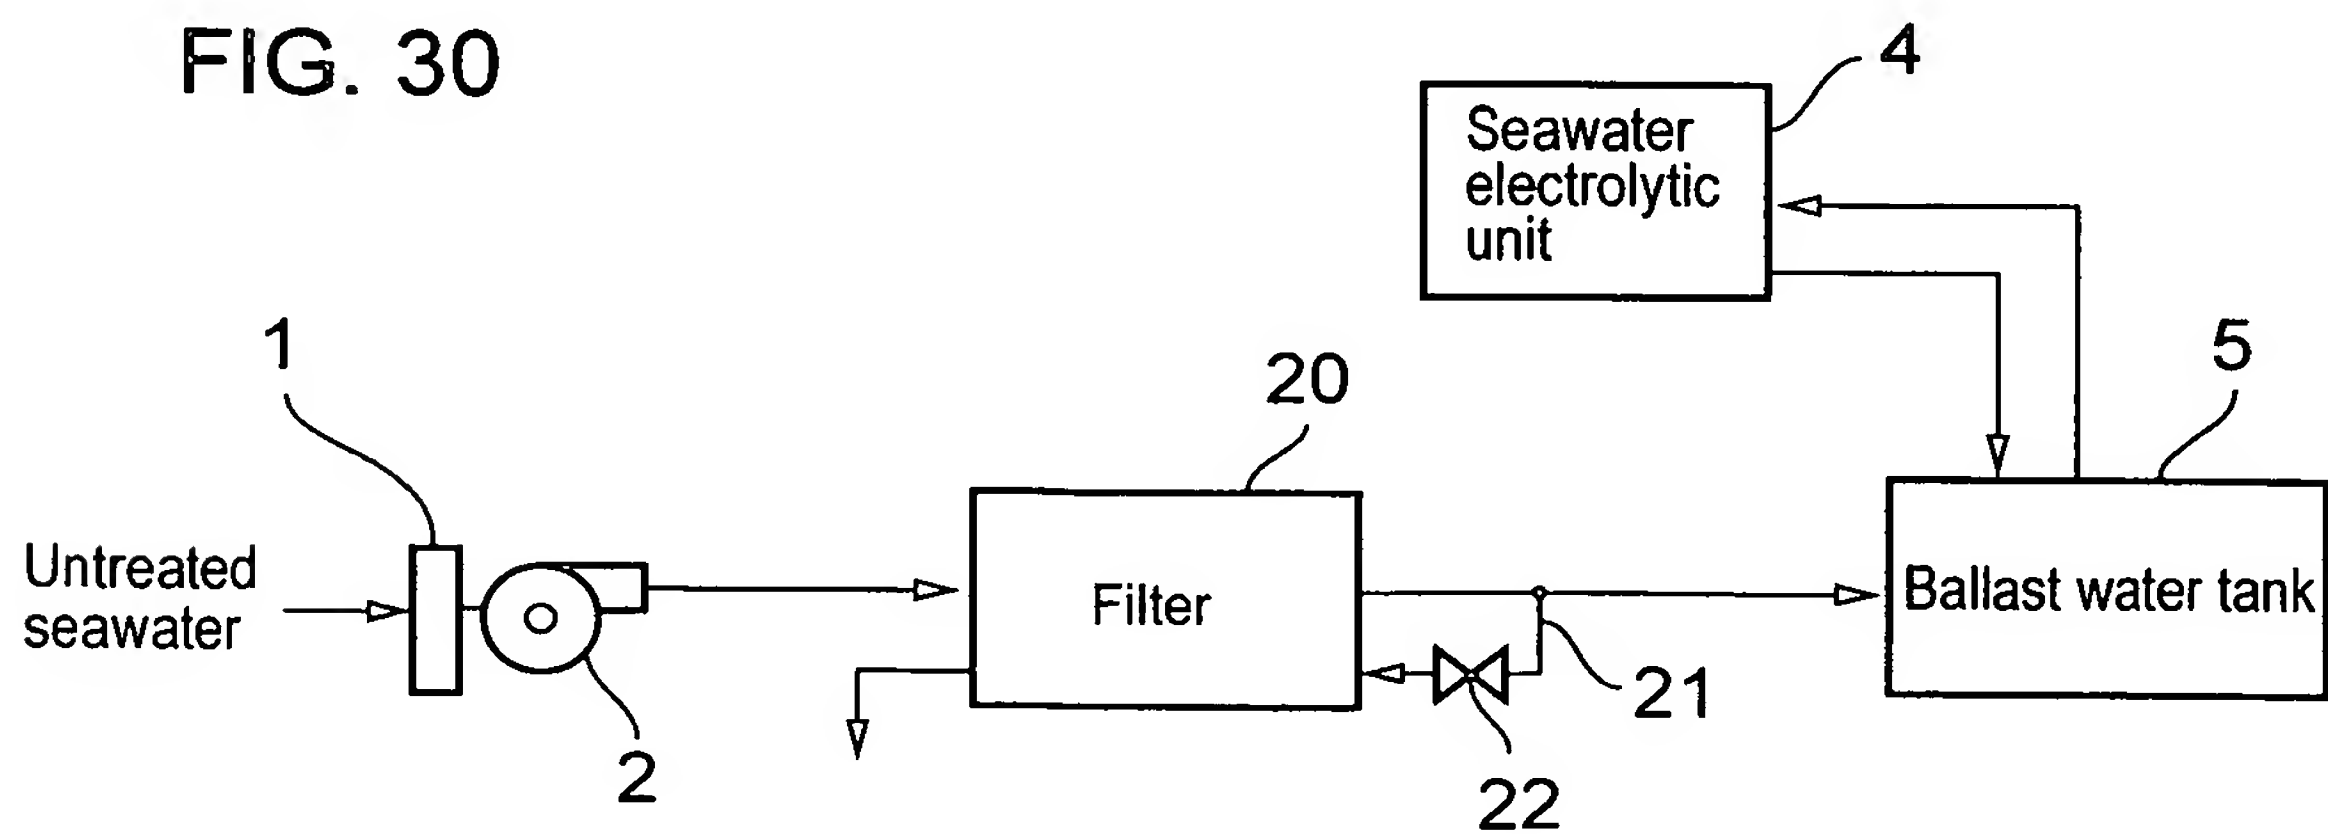 FIG. 30
4
Seawater
electrolytic
unit
1
20
5
Untreated
seawater
Filter
Ballast water tank
21
2
22